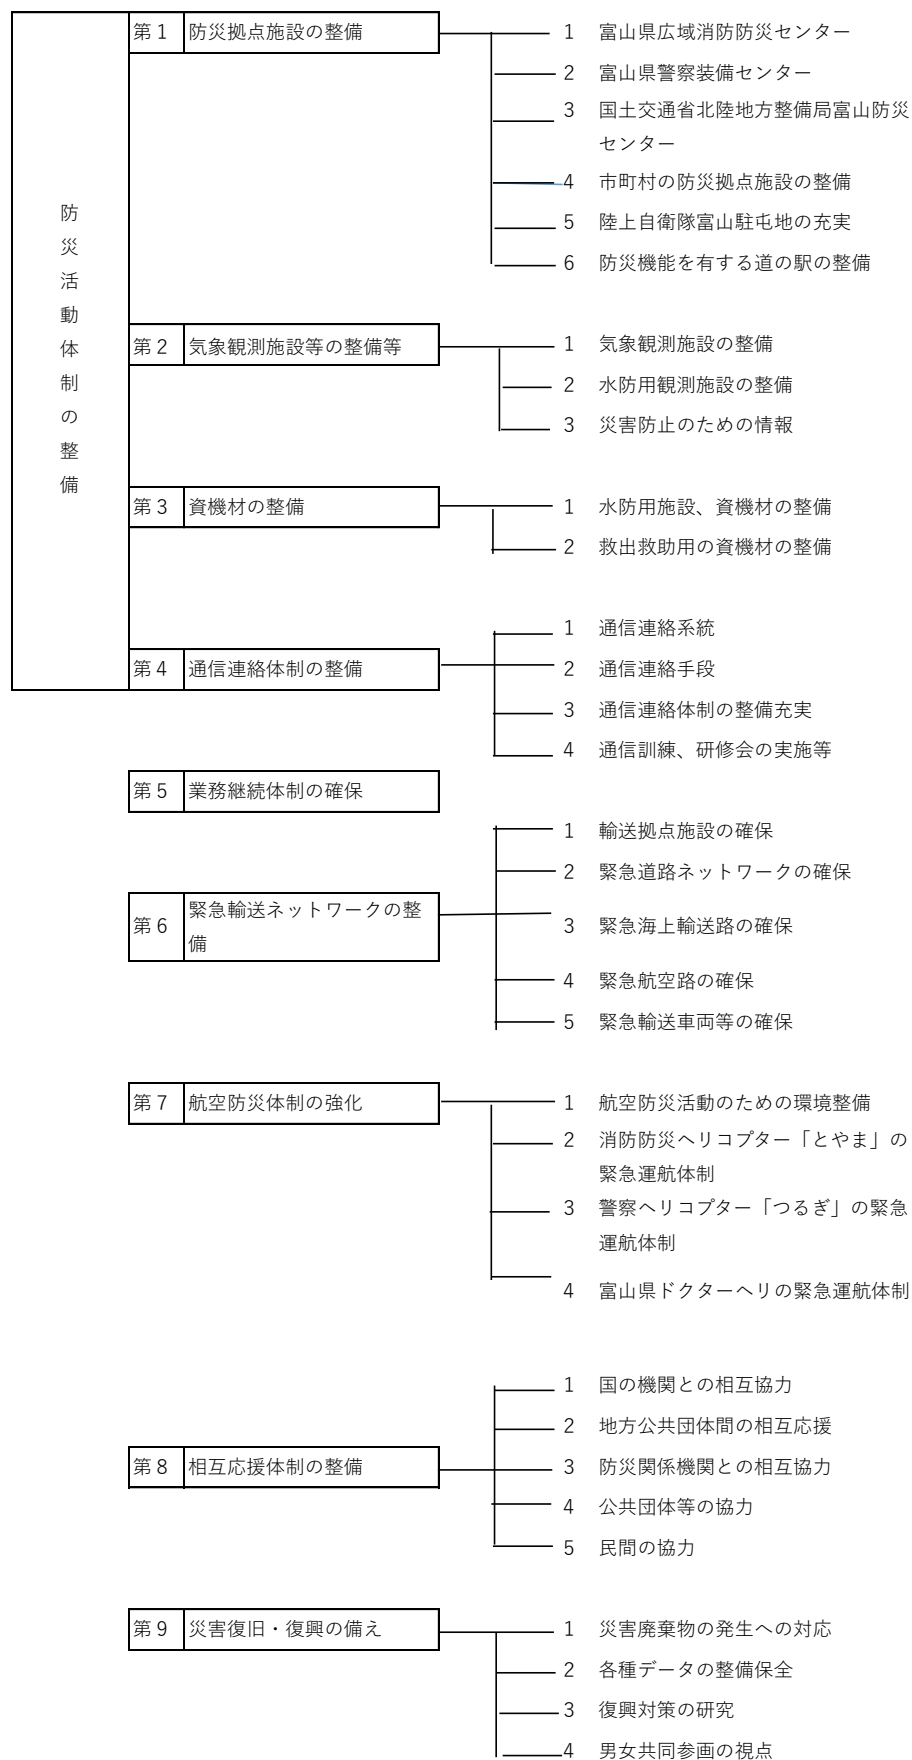 防災活動体制の整備
第1 防災拠点施設の整備
1 富山県広域消防防災センター
2 富山県警察装備センター
3 国土交通省北陸地方整備局富山防災
センター
4 市町村の防災拠点施設の整備
5 陸上自衛隊富山駐屯地の充実
6 防災機能を有する道の駅の整備
第2 気象観測施設等の整備等
1 気象観測施設の整備
2 水防用観測施設の整備
3 災害防止のための情報
第3 資機材の整備
1 水防用施設、資機材の整備
2 救出救助用の資機材の整備
第4 通信連絡体制の整備
1 通信連絡系統
2 通信連絡手段
3 通信連絡体制の整備充実
4 通信訓練、研修会の実施等
第5 業務継続体制の確保
第6 緊急輸送ネットワークの整
備
1 輸送拠点施設の確保
2 緊急道路ネットワークの確保
3 緊急海上輸送路の確保
4 緊急航空路の確保
5 緊急輸送車両等の確保
第7 航空防災体制の強化
1 航空防災活動のための環境整備
2 消防防災ヘリコプター「とやま」の
緊急運航体制
3 警察ヘリコプター「つるぎ」の緊急
運航体制
4 富山県ドクターヘリの緊急運航体制
第8 相互応援体制の整備
1 国の機関との相互協力
2 地方公共団体間の相互応援
3 防災関係機関との相互協力
4 公共団体等の協力
5 民間の協力
第9 災害復旧・復興の備え
1 災害廃棄物の発生への対応
2 各種データの整備保全
3 復興対策の研究
4 男女共同参画の視点